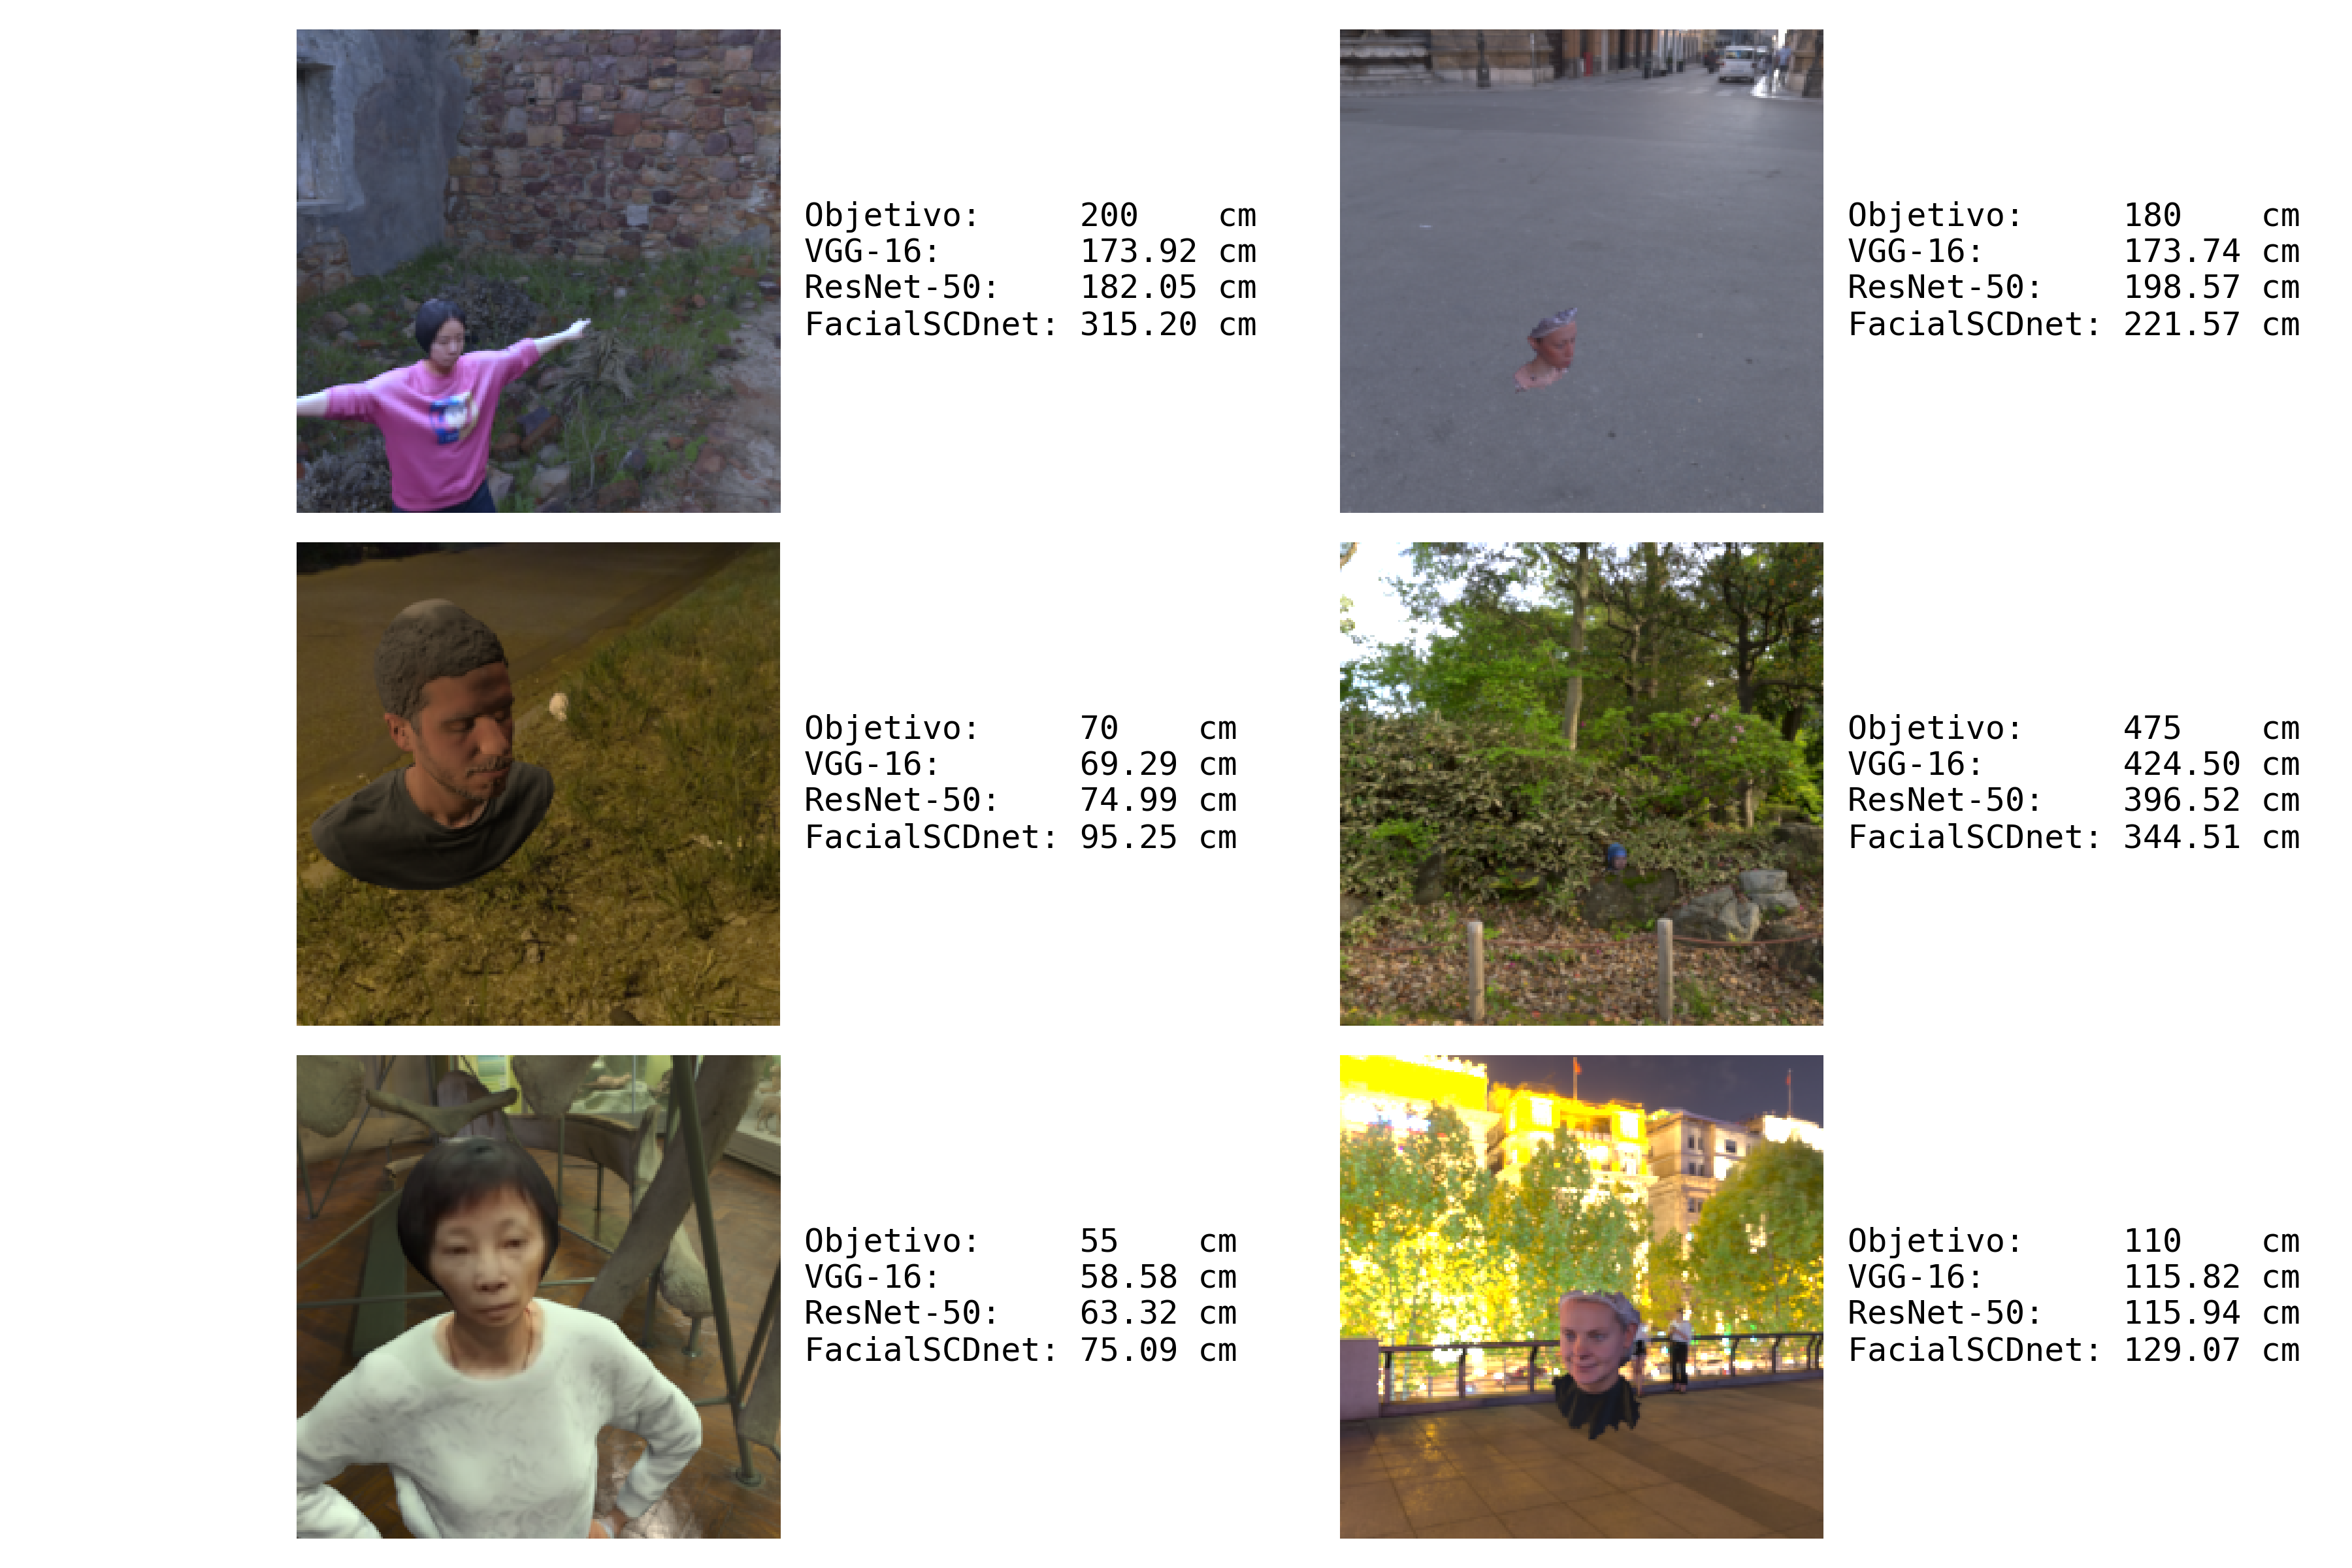 Objetivo: 200 cm
VGG-16: 173.92 cm
ResNet-50: 182.05 cm
FacialSCDnet: 315.20 cm
Objetivo: 180 cm
VGG-16: 173.74 cm
ResNet-50: 198.57 cm
FacialSCDnet: 221.57 cm
Objetivo: 70 cm
VGG-16: 69.29 cm
ResNet-50: 74.99 cm
FacialSCDnet: 95.25 cm
Objetivo: 475 cm
VGG-16: 424.50 cm
ResNet-50: 396.52 cm
FacialSCDnet: 344.51 cm
Objetivo: 55 cm
VGG-16: 58.58 cm
ResNet-50: 63.32 cm
FacialSCDnet: 75.09 cm
Objetivo: 110 cm
VGG-16: 115.82 cm
ResNet-50: 115.94 cm
FacialSCDnet: 129.07 cm